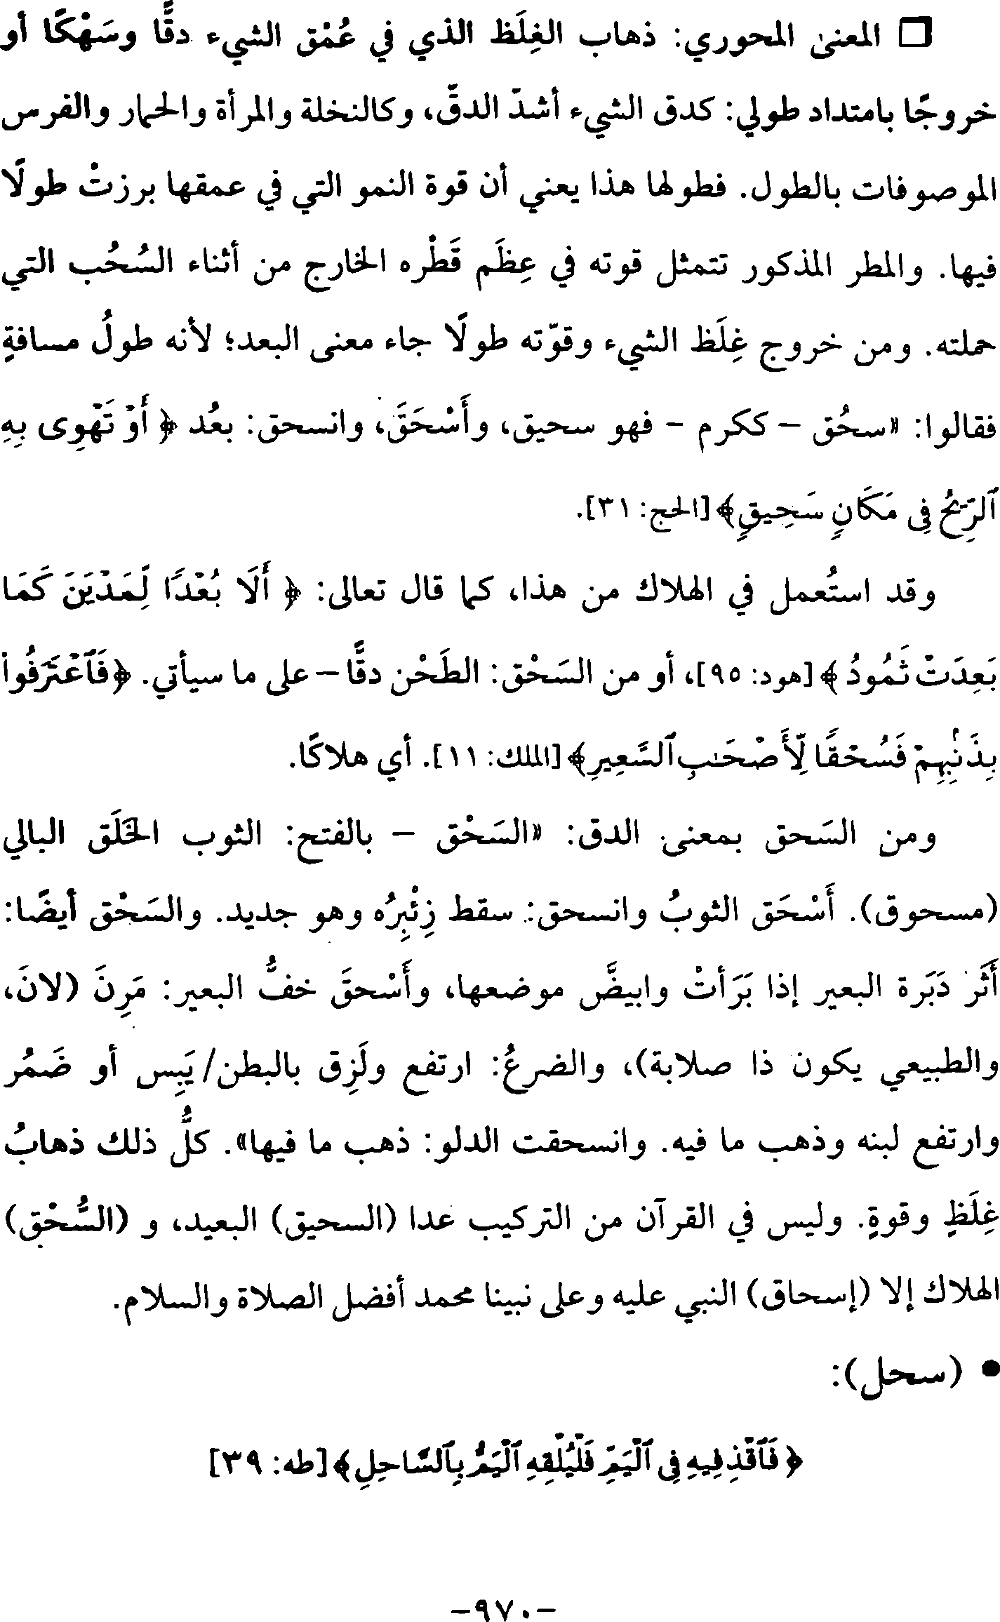 □ المعنىٰ المحوري: ذهاب الغِلَظ الذي في عُمْق الشيء دقًّا وسَهْكًا أو
خروجًا بامتداد طولي: كدق الشيء أشدّ الدقّ، وكالنخلة والمرأة والحمار والفرس
الموصوفات بالطول. فطولها هذا يعني أن قوة النمو التي في عمقها برزتْ طولًا
فيها. والمطر المذكور تتمثل قوته في عِظَم قَطْره الخارج من أثناء السُحُب التي
حملته. ومن خروج غِلَظ الشيء وقوّته طولًا جاء معنى البعد؛ لأنه طولُ مسافةٍ
فقالوا: «سحُق – ككرم – فهو سحيق، وأَسْحَقَ، وانسحق: بعُد ﴿ أَوْ تَهْوِى بِهِ
ٱلرِّيحُ فِى مَكَانٍ سَحِيقٍ﴾ [الحج: ٣١].
وقد استُعمل في الهلاك من هذا، كما قال تعالى: ﴿ أَلَا بُعْدًا لِّمَدْيَنَ كَمَا
بَعِدَتْ ثَمُودُ ﴾ [هود: ٩٥]، أو من السَحْق: الطَحْن دقًّا – على ما سيأتي. ﴿فَٱعْتَرَفُوا۟
بِذَنۢبِهِمْ فَسُحْقًا لِّأَصْحَـٰبِ ٱلسَّعِيرِ﴾ [الملك: ١١]. أي هلاكًا.
ومن السَحق بمعنى الدق: «السَحْق – بالفتح: الثوب الخَلَق البالي
(مسحوق). أَسْحَق الثوبُ وانسحق: سقط زِئْبِرُه وهو جديد. والسَحْق أيضًا:
أَثَر دَبَرة البعير إذا بَرَأتْ وابيضَّ موضعها، وأَسْحقَ خفُّ البعير: مَرِنَ (لانَ،
والطبيعي يكون ذا صلابة)، والضرعُ: ارتفع ولَزِق بالبطن/يَبِس أو ضَمُر
وارتفع لبنه وذهب ما فيه. وانسحقت الدلو: ذهب ما فيها». كلُّ ذلك ذهابُ
غِلَظٍ وقوةٍ. وليس في القرآن من التركيب عدا (السحيق) البعيد، و (السُّحْق)
الهلاك إلا (إسحاق) النبي عليه وعلى نبينا محمد أفضل الصلاة والسلام.
● (سحل):
﴿ فَٱقْذِفِيهِ فِى ٱلْيَمِّ فَلْيُلْقِهِ ٱلْيَمُّ بِٱلسَّاحِلِ﴾ [طه: ٣٩]
-٩٧٠-